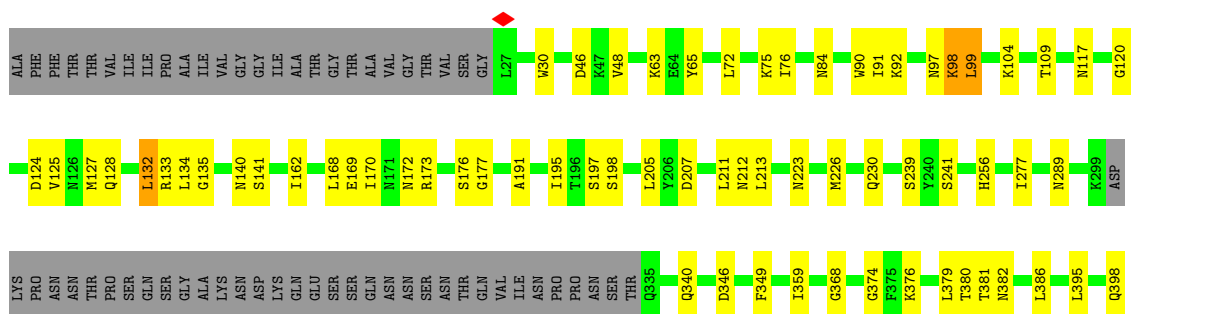 ALA PHE PHE THR THR VAL ILE ILE PRO ALA ILE VAL GLY GLY ILE ALA THR GLY THR ALA VAL GLY THR VAL SER GLY L27 W30 D46 K47 V48 K63 E64 Y65 L72 K75 I76 N84 W90 I91 K92 N97 K98 L99 K104 T109 N117 G120
D124 V125 N126 M127 Q128 L132 R133 L134 G135 N140 S141 I162 L168 E169 I170 N171 N172 R173 S176 G177 A191 I195 T196 S197 S198 L205 Y206 D207 L211 N212 L213 N223 M226 Q230 S239 Y240 S241 H256 I277 N289 K299 ASP
LYS PRO ASN ASN THR PRO SER GLN SER GLY ALA LYS ASN ASP LYS GLN GLU SER SER GLN ASN ASN SER ASN THR GLN VAL ILE ASN PRO PRO ASN SER THR Q335 Q340 D346 F349 I359 G368 G374 F375 K376 L379 T380 T381 N382 L386 L395 Q398